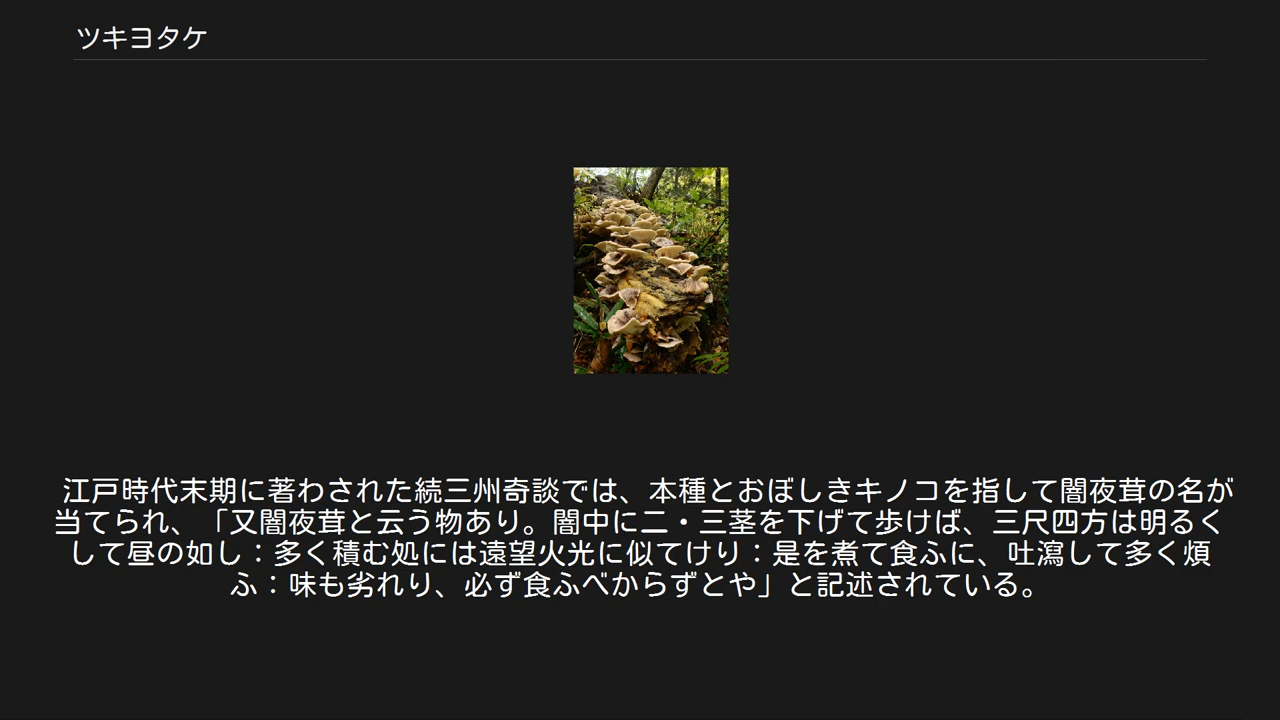 ツキヨタケ
江戸時代末期に著わされた続三州奇談では、本種とおぼしきキノコを指して闇夜茸の名が
当てられ、「又闇夜茸と云う物あり。闇中に二・三茎を下げて歩けば、三尺四方は明るく
して昼の如し：多く積む処には遠望火光に似てけり：是を煮て食ふに、吐瀉して多く煩
ふ：味も劣れり、必ず食ふべからずとや」と記述されている。